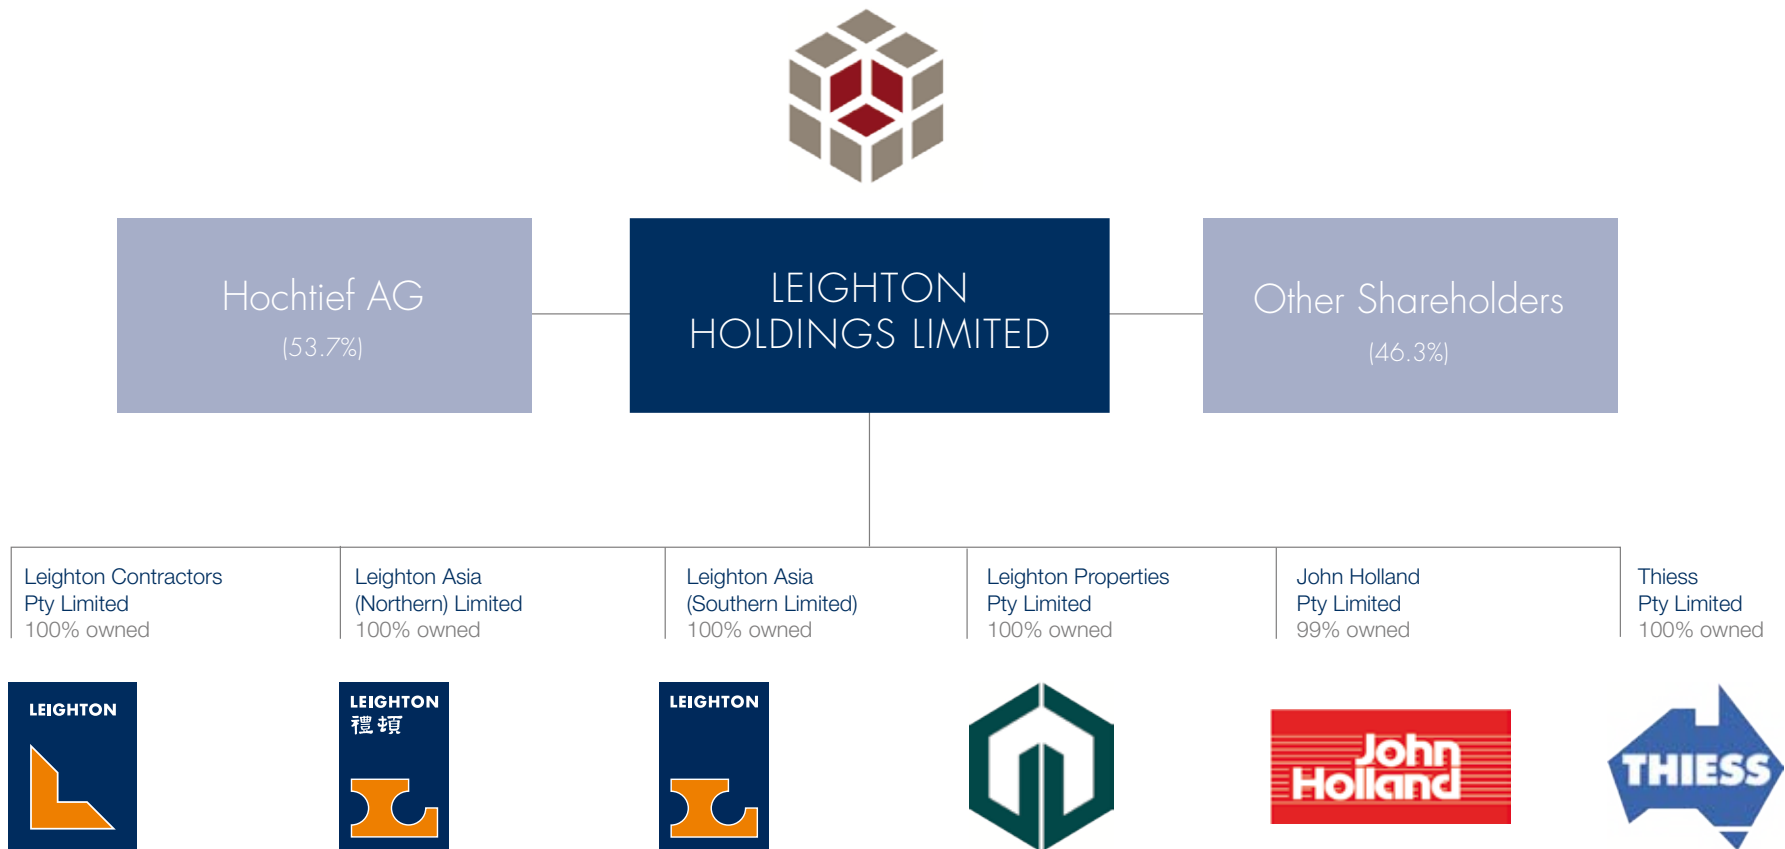 Hochtief AG
(53.7%)
LEIGHTON
HOLDINGS LIMITED
Other Shareholders
(46.3%)
Leighton Contractors
Pty Limited
100% owned
Leighton Asia
(Northern) Limited
100% owned
Leighton Asia
(Southern Limited)
100% owned
Leighton Properties
Pty Limited
100% owned
John Holland
Pty Limited
99% owned
Thiess
Pty Limited
100% owned
LEIGHTON
LEIGHTON
禮頓
LEIGHTON
John
Holland
THIESS